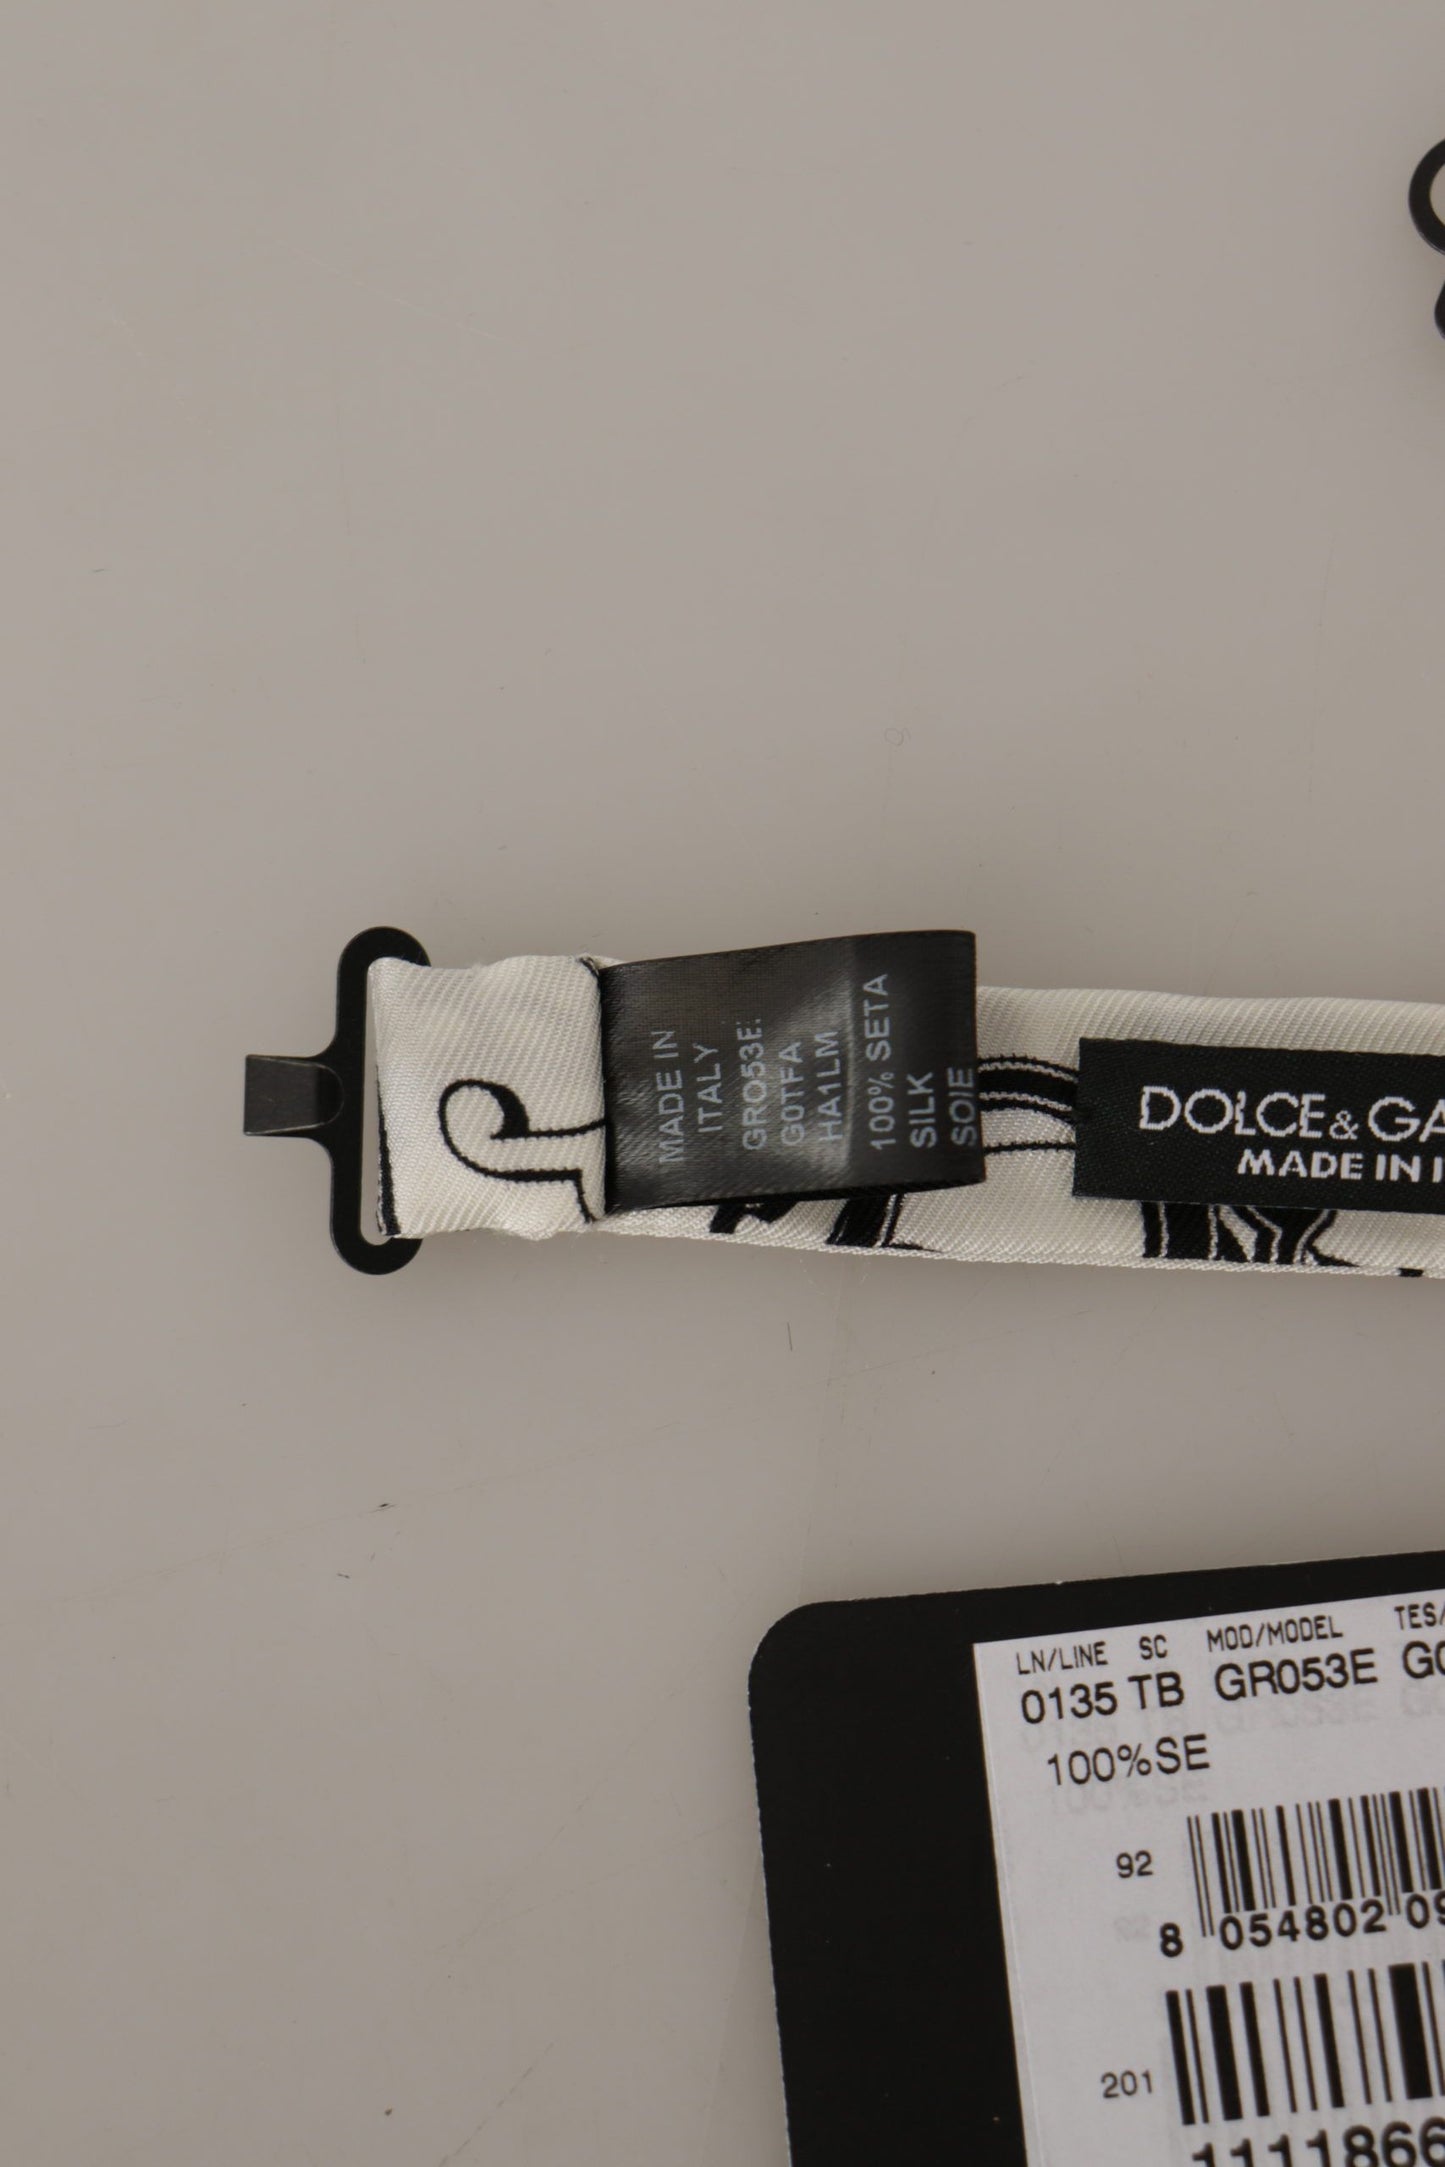 MADE IN
ITALY
GR053E
G0TFA
HA1LM
100% SETA
SILK
SOIE
DOLCE&GA
MADE IN I
LN/LINE SC MOD/MODEL TES/
0135 TB GR053E G0
100%SE
92
8 054802 09
201
1111866